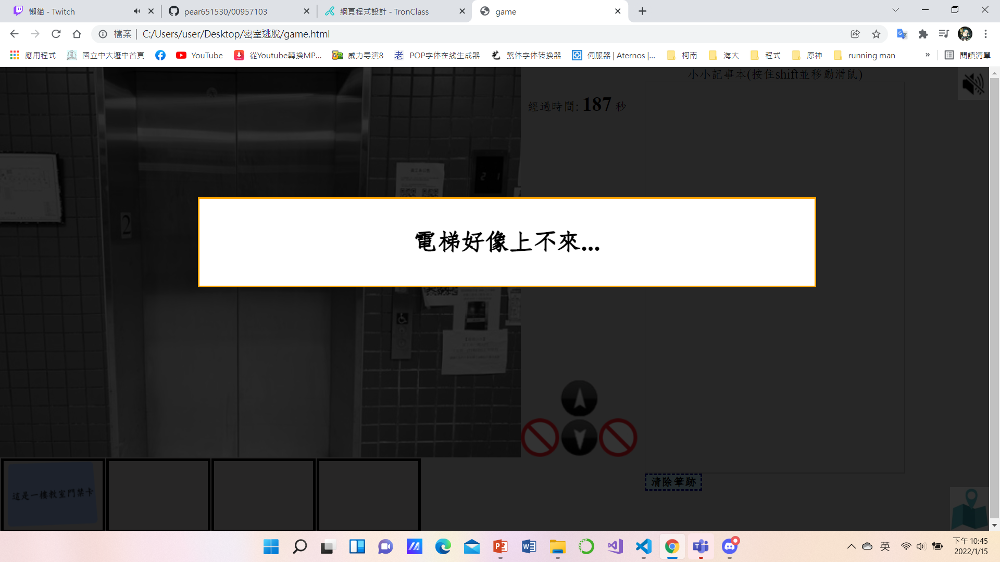 懶貓 - Twitch
pear651530/00957103
網頁程式設計 - TronClass
game
檔案 | C:/Users/user/Desktop/密室逃脫/game.html
應用程式
國立中大壢中首頁
YouTube
從Youtube轉換MP...
威力导演8
POP字体在线生成器
繁体字体转换器
伺服器 | Aternos |...
柯南
海大
程式
原神
running man
»
閱讀清單
小小記事本(按住shift並移動滑鼠)
經過時間: 187 秒
2 1
2
電梯好像上不來...
清除筆跡
這是一樓教室門禁卡
英
下午 10:45
2022/1/15